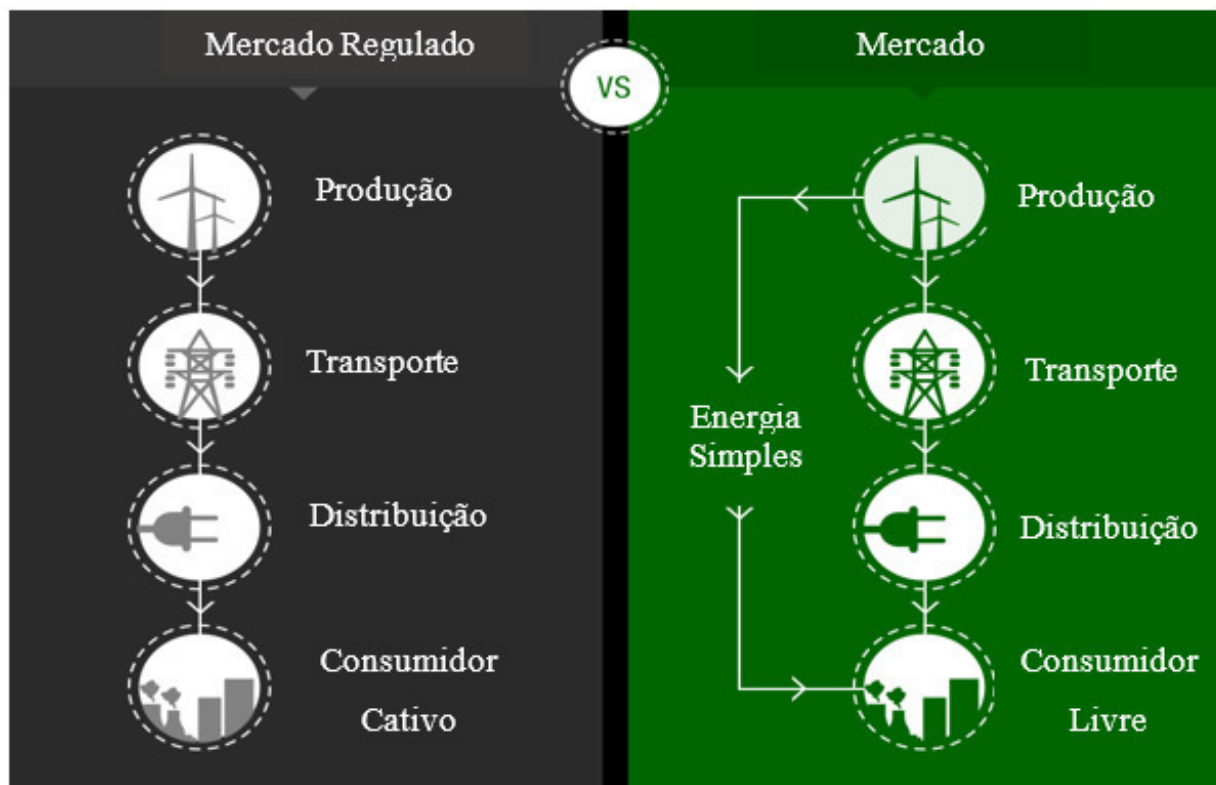 Mercado Regulado
VS
Mercado
Produção
Transporte
Distribuição
Consumidor
Cativo
Produção
Transporte
Energia
Simples
Distribuição
Consumidor
Livre